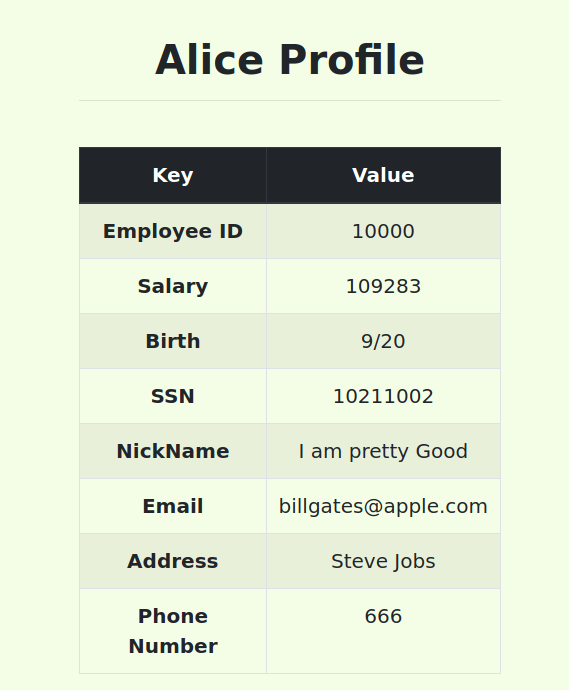 Alice Profile
Key Value
Employee ID 10000
Salary 109283
Birth 9/20
SSN 10211002
NickName I am pretty Good
Email billgates@apple.com
Address Steve Jobs
Phone 666
Number